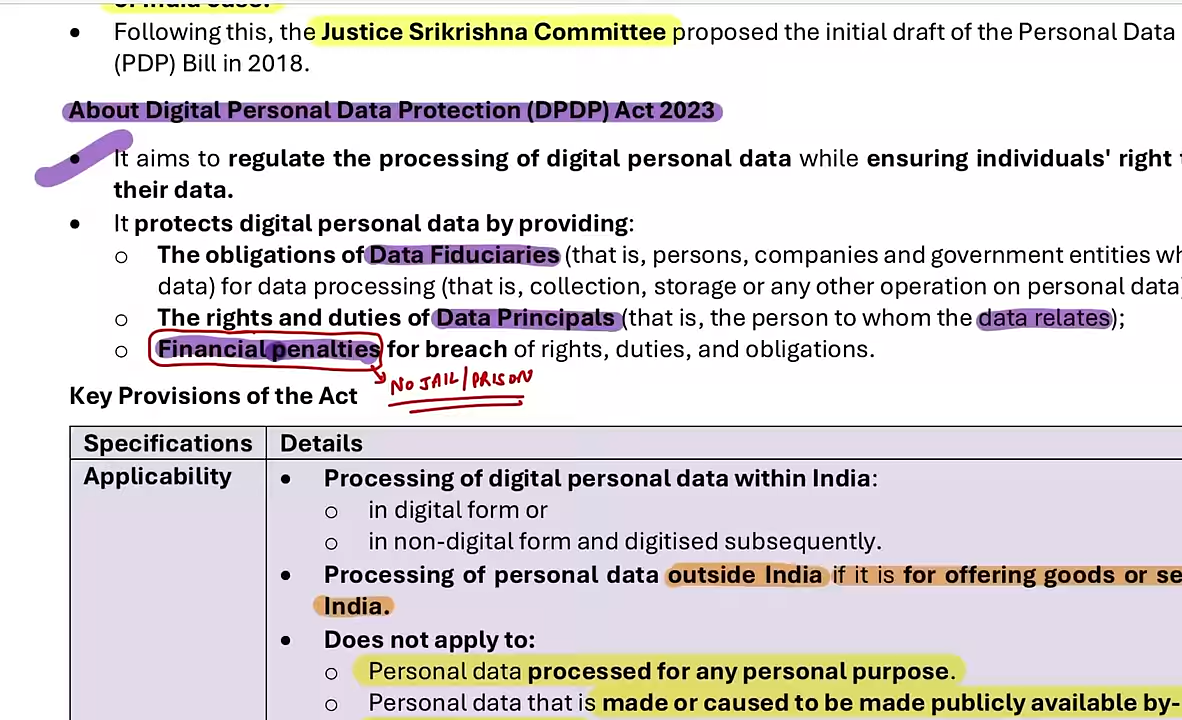 of India case.
• Following this, the Justice Srikrishna Committee proposed the initial draft of the Personal Data
(PDP) Bill in 2018.
About Digital Personal Data Protection (DPDP) Act 2023
• It aims to regulate the processing of digital personal data while ensuring individuals' right
their data.
• It protects digital personal data by providing:
o The obligations of Data Fiduciaries (that is, persons, companies and government entities
data) for data processing (that is, collection, storage or any other operation on personal data)
o The rights and duties of Data Principals (that is, the person to whom the data relates);
o Financial penalties for breach of rights, duties, and obligations.
NO JAIL/PRISON
Key Provisions of the Act
Specifications Details
Applicability • Processing of digital personal data within India:
o in digital form or
o in non-digital form and digitised subsequently.
• Processing of personal data outside India if it is for offering goods or
India.
• Does not apply to:
o Personal data processed for any personal purpose.
o Personal data that is made or caused to be made publicly available by-